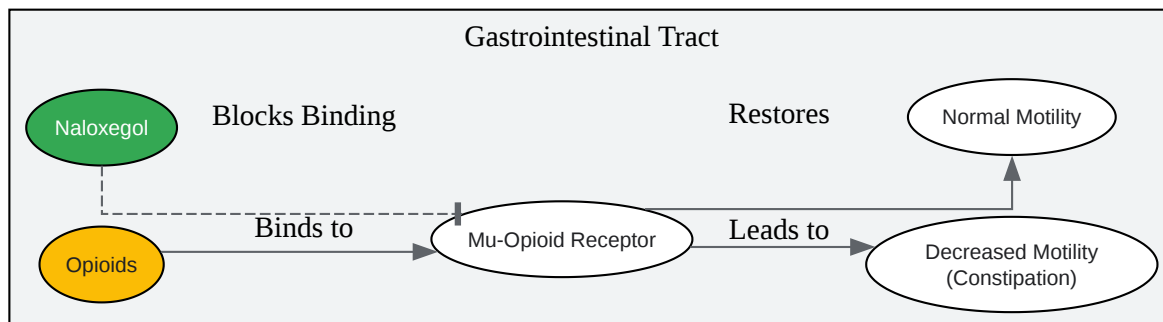 Gastrointestinal Tract
Naloxegol
Blocks Binding
Restores
Normal Motility
Opioids
Binds to
Mu-Opioid Receptor
Leads to
Decreased Motility
(Constipation)